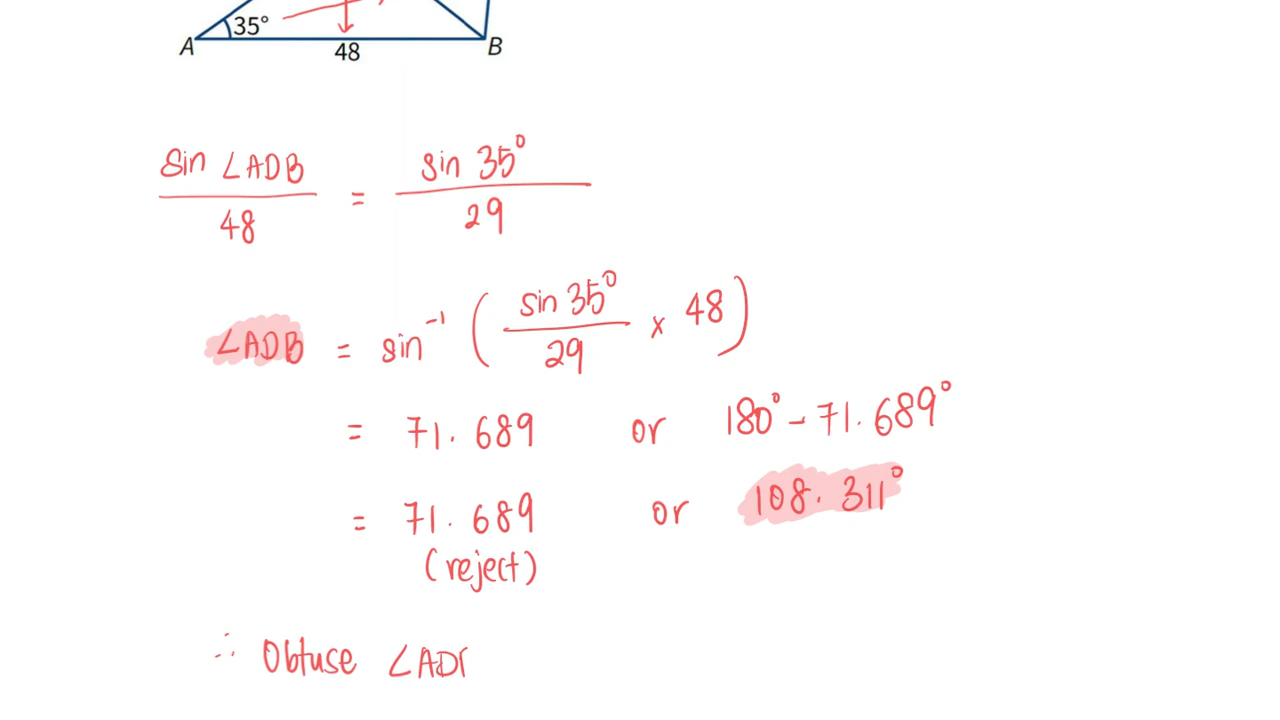 35°
A
B
48
sin ∠ADB / 48 = sin 35° / 29
∠ADB = sin⁻¹ ( sin 35° / 29 × 48 )
= 71.689 or 180° - 71.689°
= 71.689 or 108.311°
(reject)
∴ Obtuse ∠AD